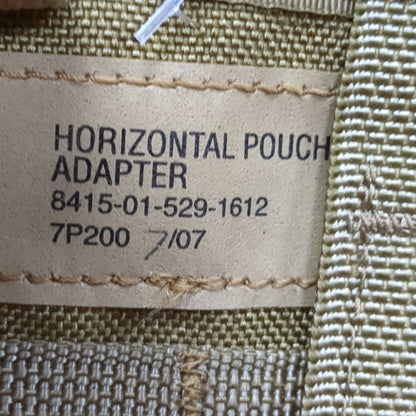 HORIZONTAL POUCH
ADAPTER
8415-01-529-1612
7P200 7/07